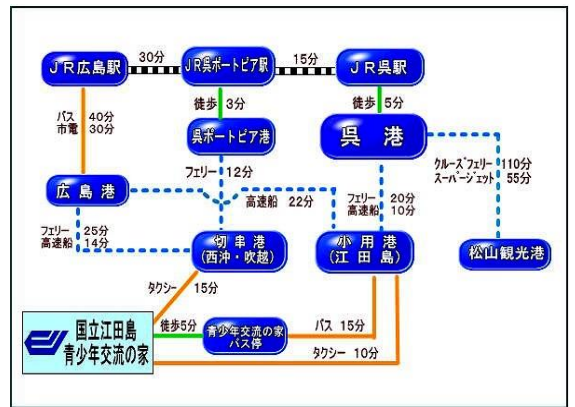 30分
15分
JR広島駅
JR呉ポートピア駅
JR呉駅
徒歩 3分
徒歩 5分
バス 40分
市電 30分
呉ポートピア港
呉 港
フェリー 12分
クルーズフェリー 110分
スーパージェット 55分
広島港
高速船 22分
フェリー 20分
高速船 10分
フェリー 25分
高速船 14分
切串港
(西沖・吹越)
小用港
(江田島)
松山観光港
タクシー 15分
国立江田島
青少年交流の家
徒歩5分
青少年交流の家
バス停
バス 15分
タクシー 10分